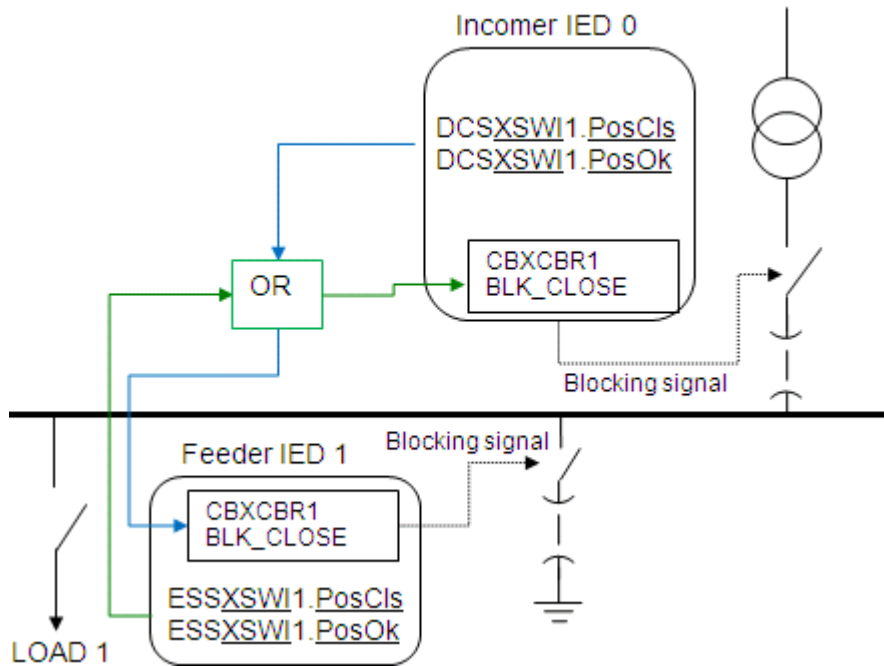 Incomer IED 0
DCSXSWI1.PosCls
DCSXSWI1.PosOk
OR
CBXCBR1
BLK_CLOSE
Blocking signal
Blocking signal
Feeder IED 1
CBXCBR1
BLK_CLOSE
ESSXSWI1.PosCls
ESSXSWI1.PosOk
LOAD 1